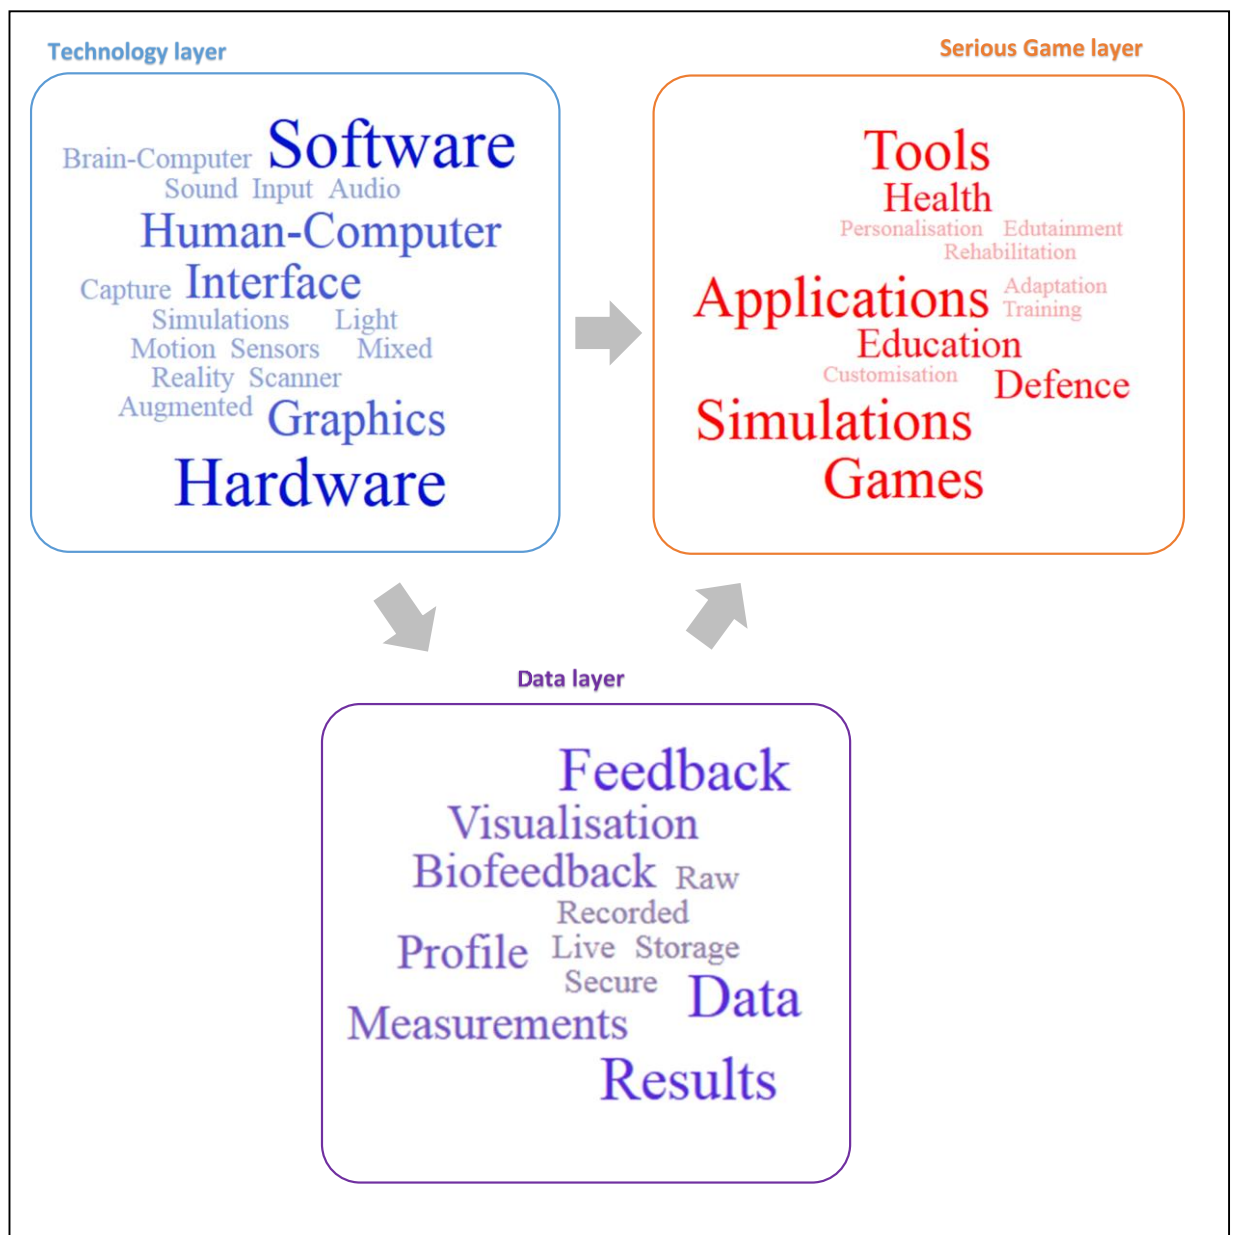 Technology layer
Software
Brain-Computer
Sound Input Audio
Human-Computer
Capture Interface
Simulations Light
Motion Sensors Mixed
Reality Scanner
Augmented Graphics
Hardware
Serious Game layer
Tools
Health
Personalisation Edutainment
Rehabilitation
Applications Adaptation
Training
Education
Customisation Defence
Simulations
Games
Data layer
Feedback
Visualisation
Biofeedback Raw
Recorded
Profile Live Storage
Secure Data
Measurements
Results